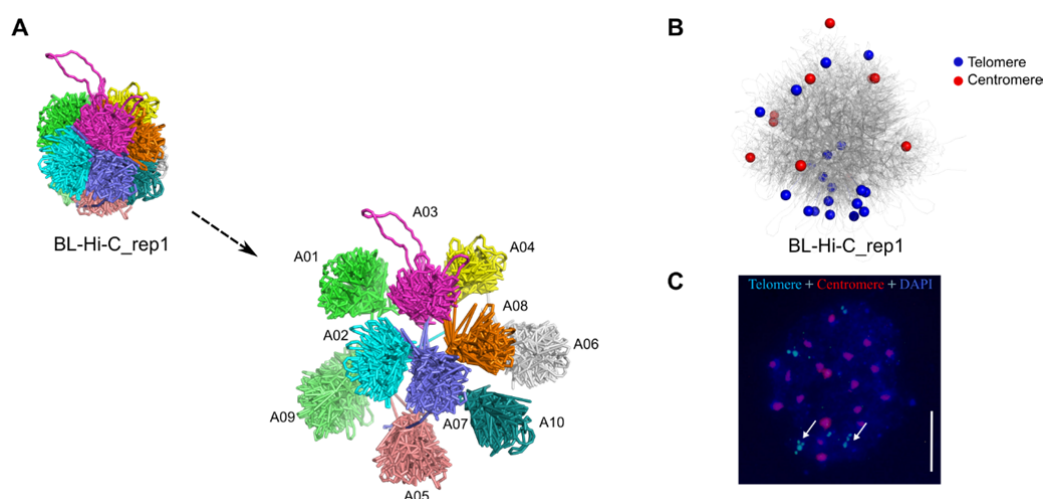 A
BL-Hi-C_rep1
A03
A01
A04
A02
A08
A06
A09
A07
A10
A05
B
Telomere
Centromere
BL-Hi-C_rep1
C
Telomere + Centromere + DAPI